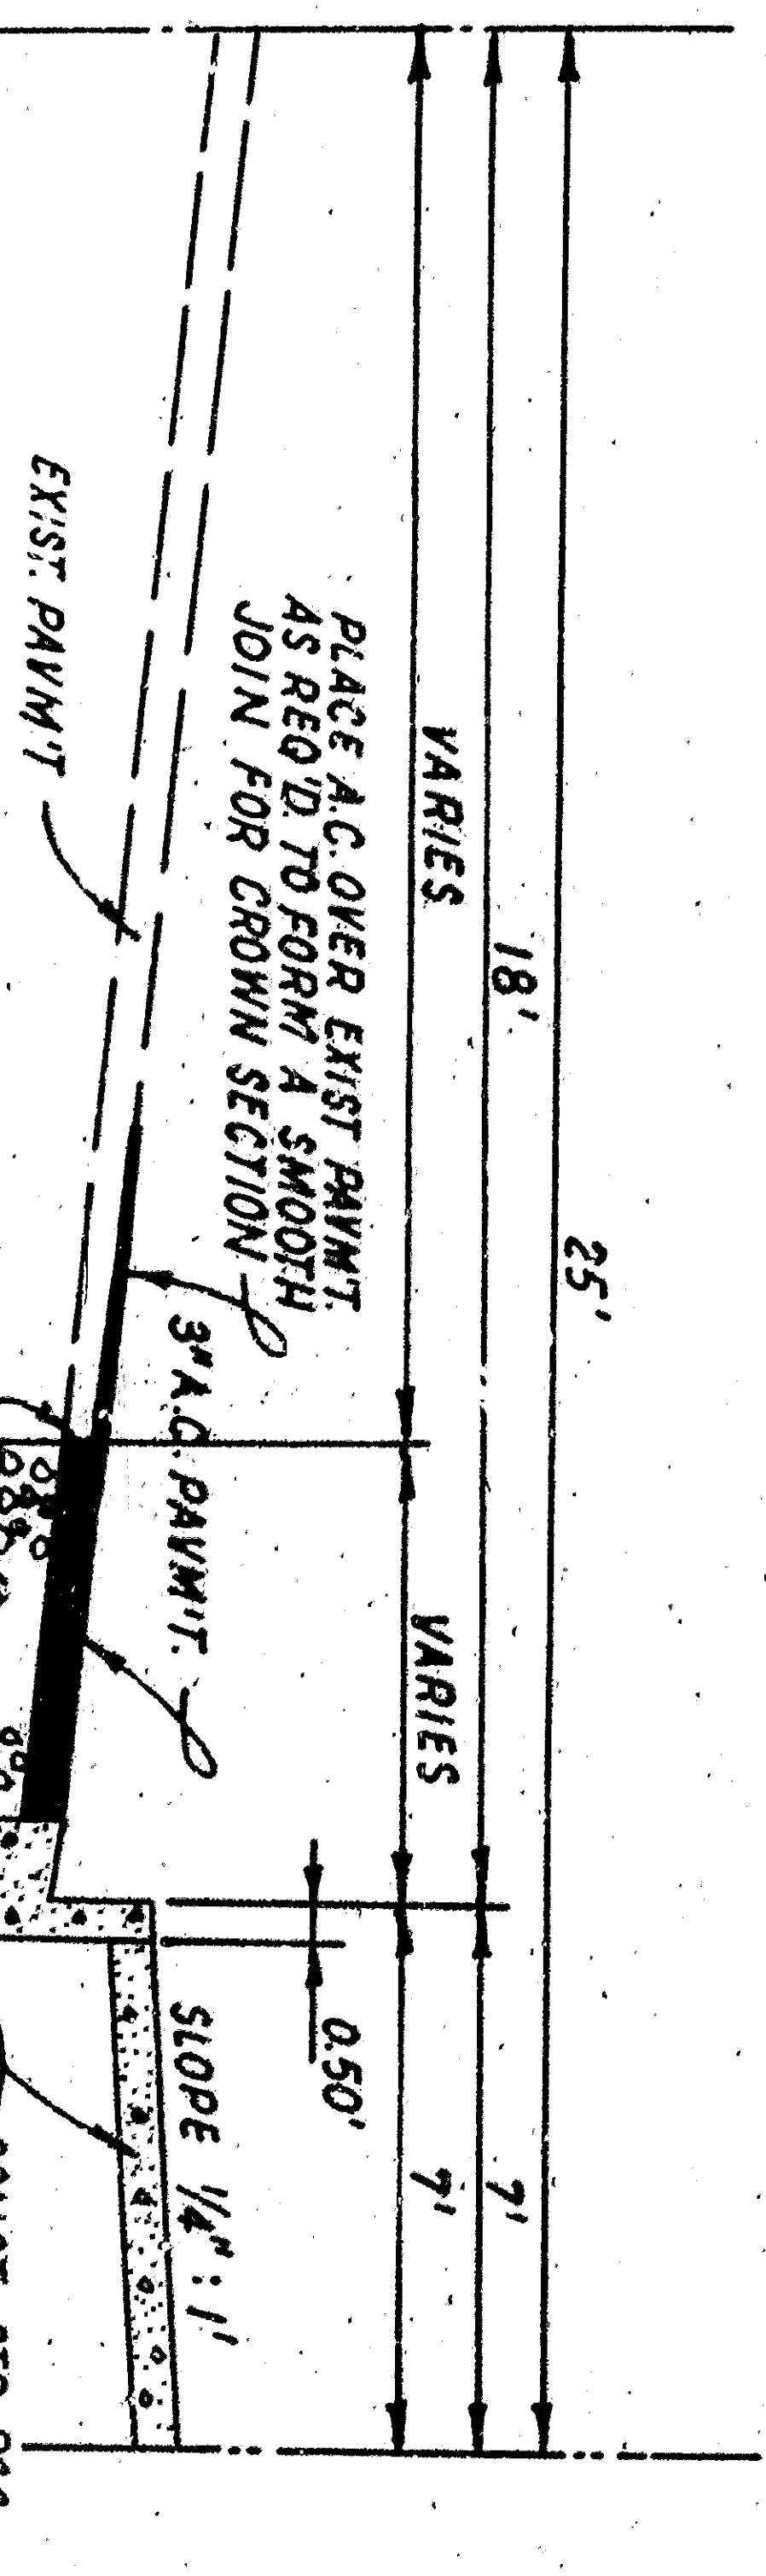 25'
18'
7'
VARIES
VARIES
7'
0.50'
PLACE A.C. OVER EXIST. PAVM'T.
AS REQ'D. TO FORM A SMOOTH
JOIN FOR CROWN SECTION
3" A.C. PAVM'T.
SLOPE 1/4" : 1'
EXIST. PAVM'T